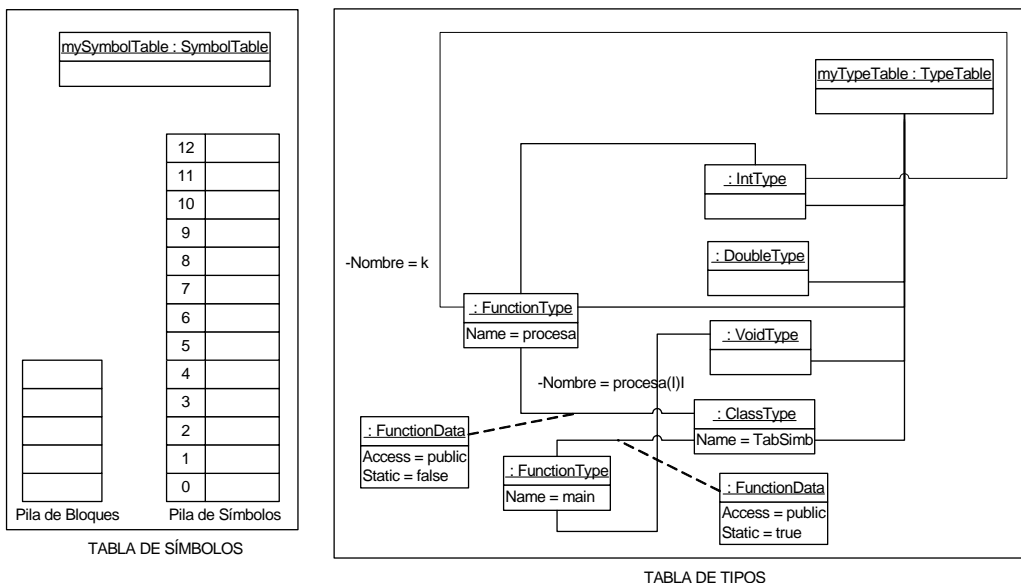 mySymbolTable : SymbolTable
12
11
10
9
8
7
6
5
4
3
2
1
0
Pila de Bloques
Pila de Símbolos
TABLA DE SÍMBOLOS
myTypeTable : TypeTable
: IntType
: DoubleType
-Nombre = k
: FunctionType
Name = procesa
: VoidType
-Nombre = procesa(I)I
: ClassType
Name = TabSimb
: FunctionData
Access = public
Static = false
: FunctionType
Name = main
: FunctionData
Access = public
Static = true
TABLA DE TIPOS